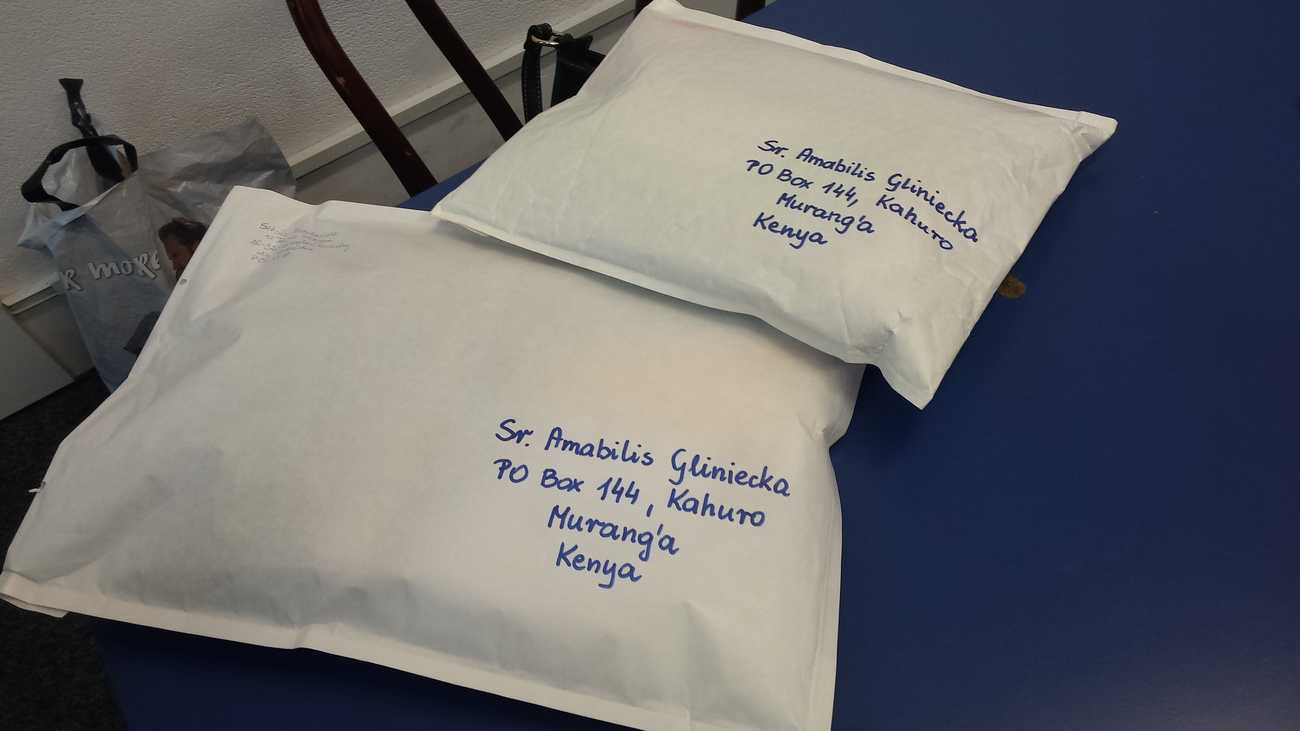 Sr. Amabilis Gliniecka
PO Box 144, Kahuro
Murang'a
Kenya
Sr. Amabilis Gliniecka
PO Box 144, Kahuro
Murang'a
Kenya
more